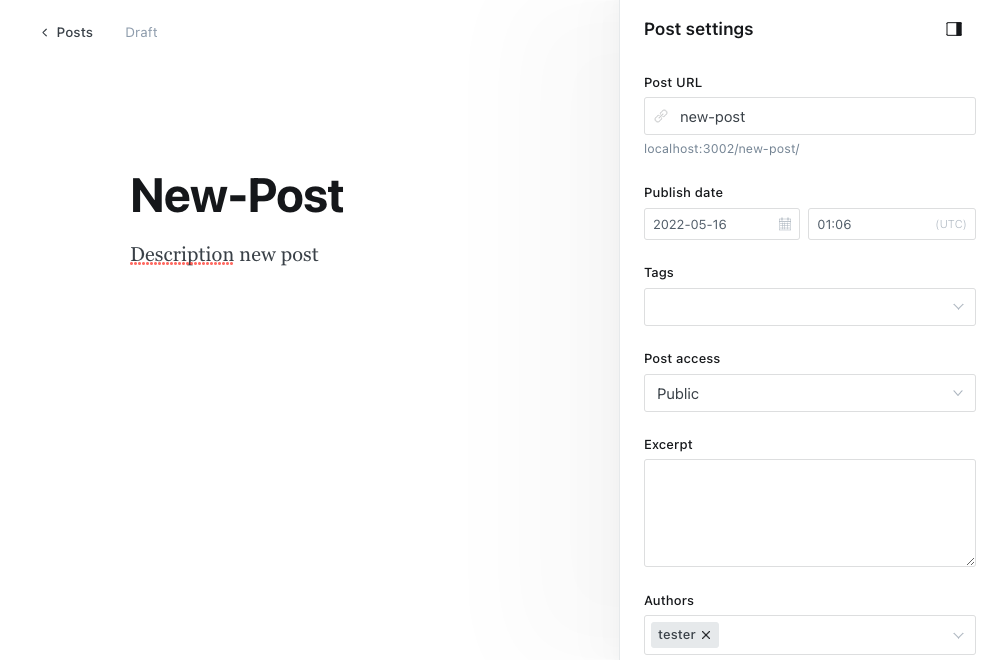 Posts
Draft
New-Post
Description new post
Post settings
Post URL
new-post
localhost:3002/new-post/
Publish date
2022-05-16
01:06
(UTC)
Tags
Post access
Public
Excerpt
Authors
tester